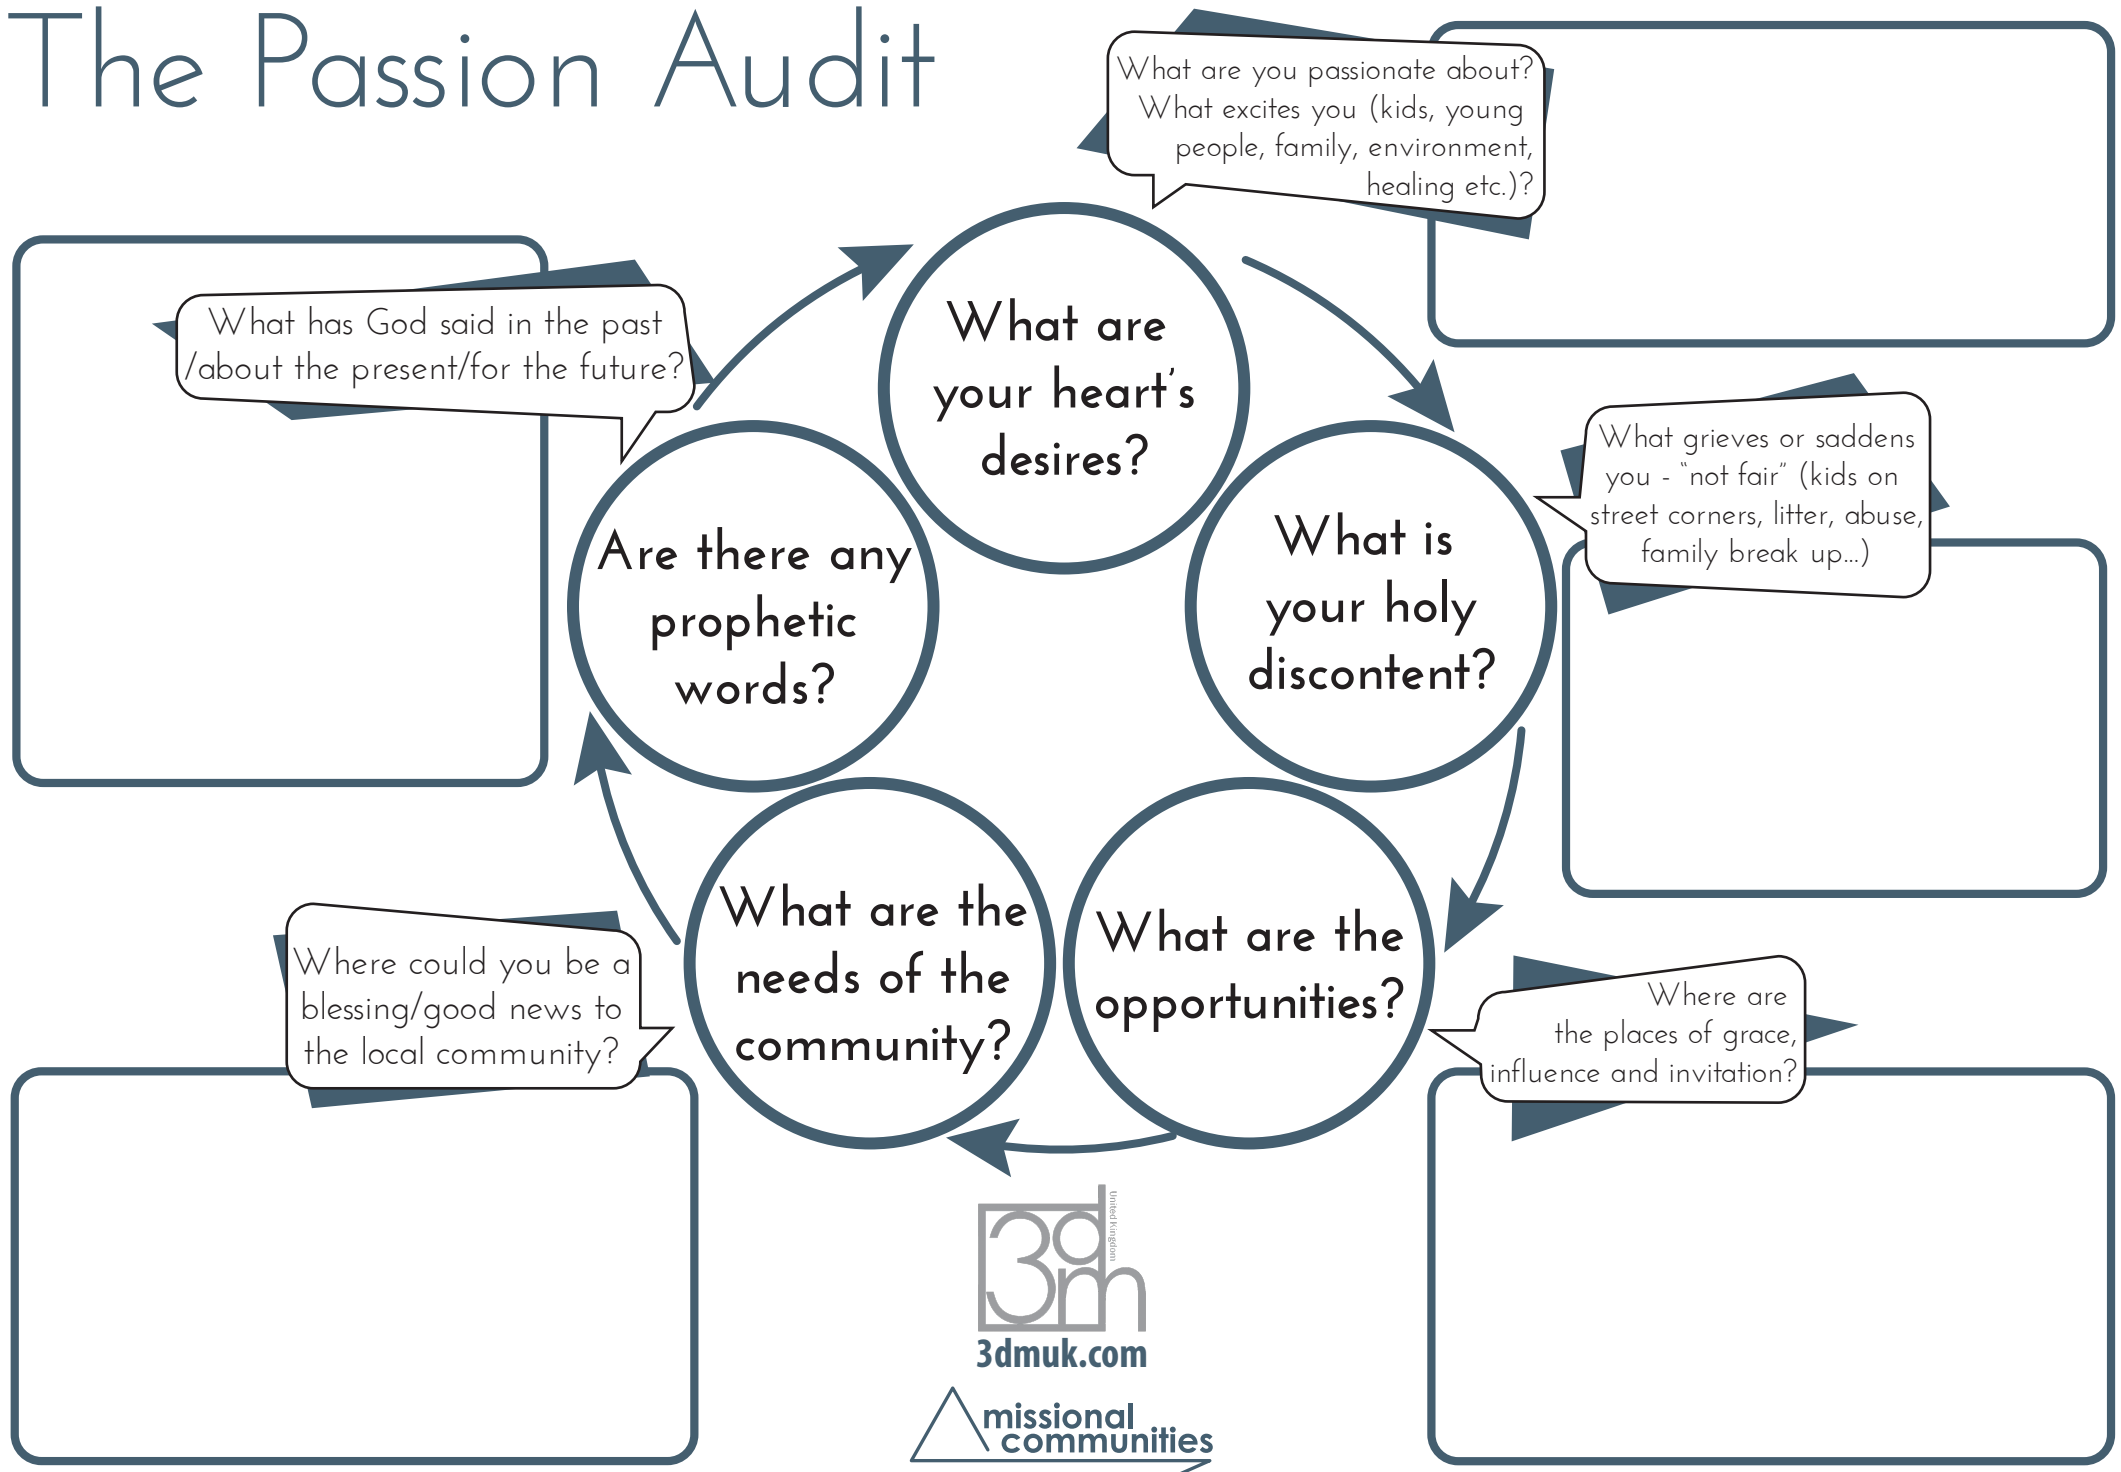 The Passion Audit
What are you passionate about?
What excites you (kids, young
people, family, environment,
healing etc.)?
What are
your heart's
desires?
What grieves or saddens
you - “not fair” (kids on
street corners, litter, abuse,
family break up...)
What is
your holy
discontent?
Where are
the places of grace,
influence and invitation?
What are the
opportunities?
Where could you be a
blessing/good news to
the local community?
What are the
needs of the
community?
What has God said in the past
/about the present/for the future?
Are there any
prophetic
words?
3dm
United Kingdom
3dmuk.com
missional
communities